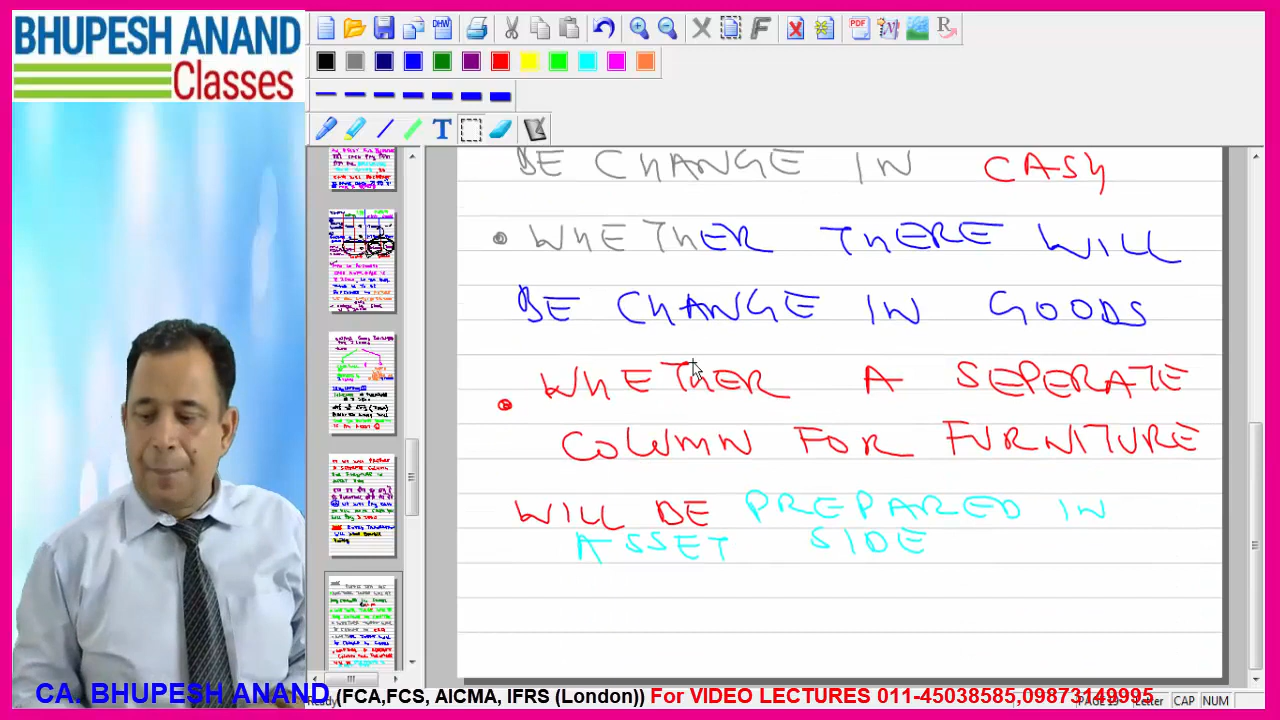 BHUPESH ANAND
Classes
BE CHANGE IN CASH
• WHETHER THERE WILL
BE CHANGE IN GOODS
• WHETHER A SEPERATE
COLUMN FOR FURNITURE
WILL BE PREPARED IN
ASSET SIDE
CA. BHUPESH ANAND (FCA,FCS, AICMA, IFRS (London)) For VIDEO LECTURES 011-45038585,09873149995
Letter CAP NUM